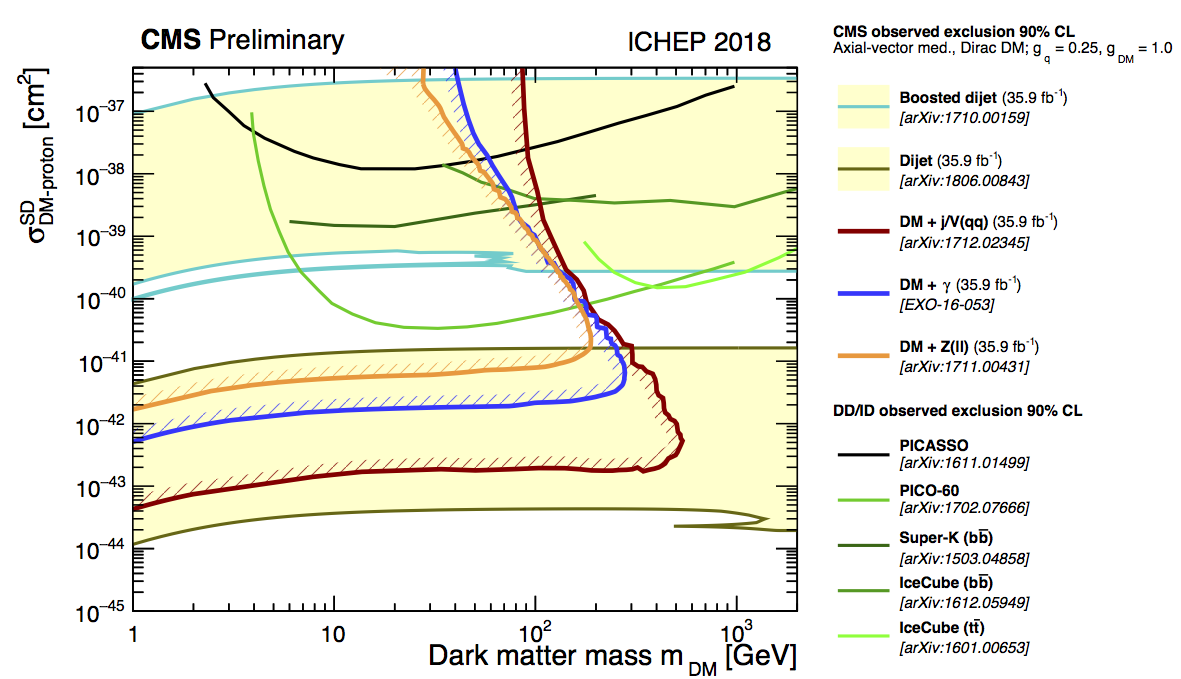 CMS Preliminary
ICHEP 2018
σ^SD_DM-proton [cm²]
10⁻³⁷
10⁻³⁸
10⁻³⁹
10⁻⁴⁰
10⁻⁴¹
10⁻⁴²
10⁻⁴³
10⁻⁴⁴
10⁻⁴⁵
1
10
10²
10³
Dark matter mass m_DM [GeV]
CMS observed exclusion 90% CL
Axial-vector med., Dirac DM; g_q = 0.25, g_DM = 1.0
Boosted dijet (35.9 fb⁻¹)
[arXiv:1710.00159]
Dijet (35.9 fb⁻¹)
[arXiv:1806.00843]
DM + j/V(qq) (35.9 fb⁻¹)
[arXiv:1712.02345]
DM + γ (35.9 fb⁻¹)
[EXO-16-053]
DM + Z(ll) (35.9 fb⁻¹)
[arXiv:1711.00431]
DD/ID observed exclusion 90% CL
PICASSO
[arXiv:1611.01499]
PICO-60
[arXiv:1702.07666]
Super-K (bb̅)
[arXiv:1503.04858]
IceCube (bb̅)
[arXiv:1612.05949]
IceCube (tt̅)
[arXiv:1601.00653]